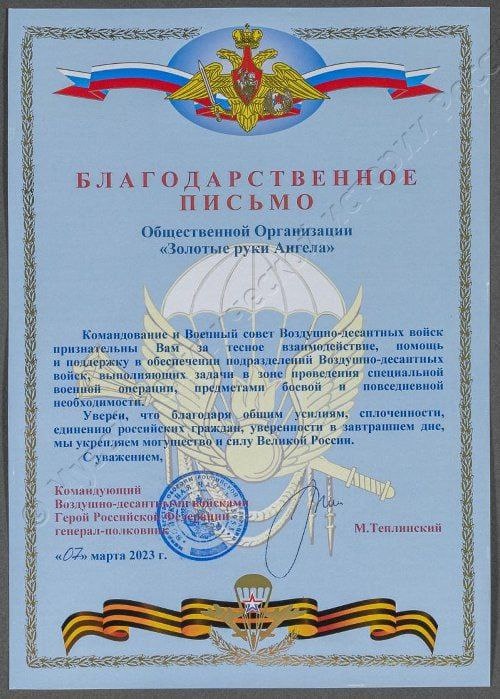 БЛАГОДАРСТВЕННОЕ
ПИСЬМО
Общественной Организации
«Золотые руки Ангела»
Командование и Военный совет Воздушно-десантных войск
признательны Вам за тесное взаимодействие, помощь
и поддержку в обеспечении подразделений Воздушно-десантных
войск, выполняющих задачи в зоне проведения специальной
военной операции, предметами боевой и повседневной
необходимости.
Уверен, что благодаря общим усилиям, сплоченности,
единению российских граждан, уверенности в завтрашнем дне,
мы укрепляем могущество и силу Великой России.
С уважением,
Командующий
Воздушно-десантными войсками
Герой Российской Федерации
генерал-полковник
М.Теплинский
«07» марта 2023 г.